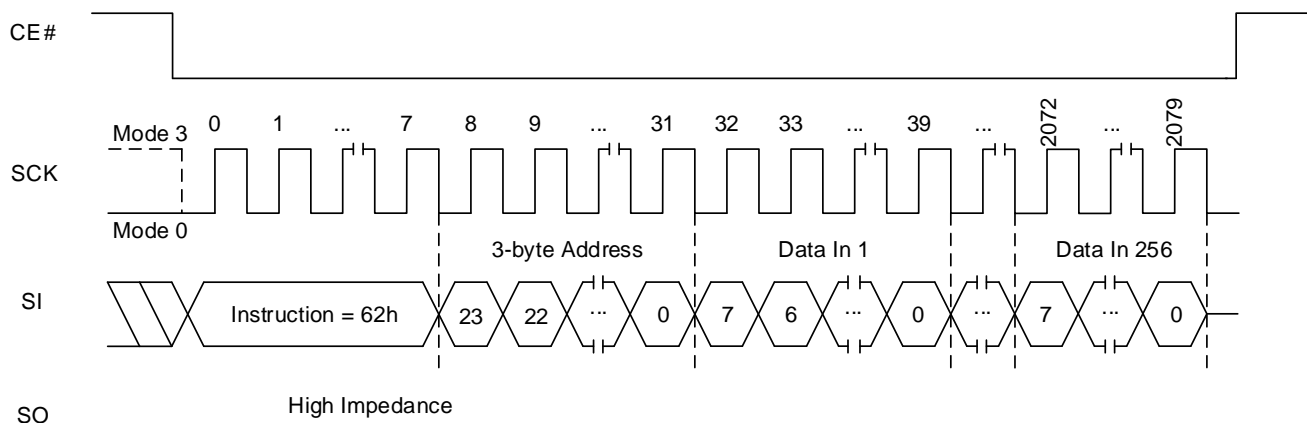 CE#
0 1 ... 7 8 9 ... 31 32 33 ... 39 ... 2072 ... 2079
Mode 3
SCK
Mode 0
3-byte Address Data In 1 Data In 256
SI Instruction = 62h 23 22 ... 0 7 6 ... 0 ... 7 ... 0
High Impedance
SO